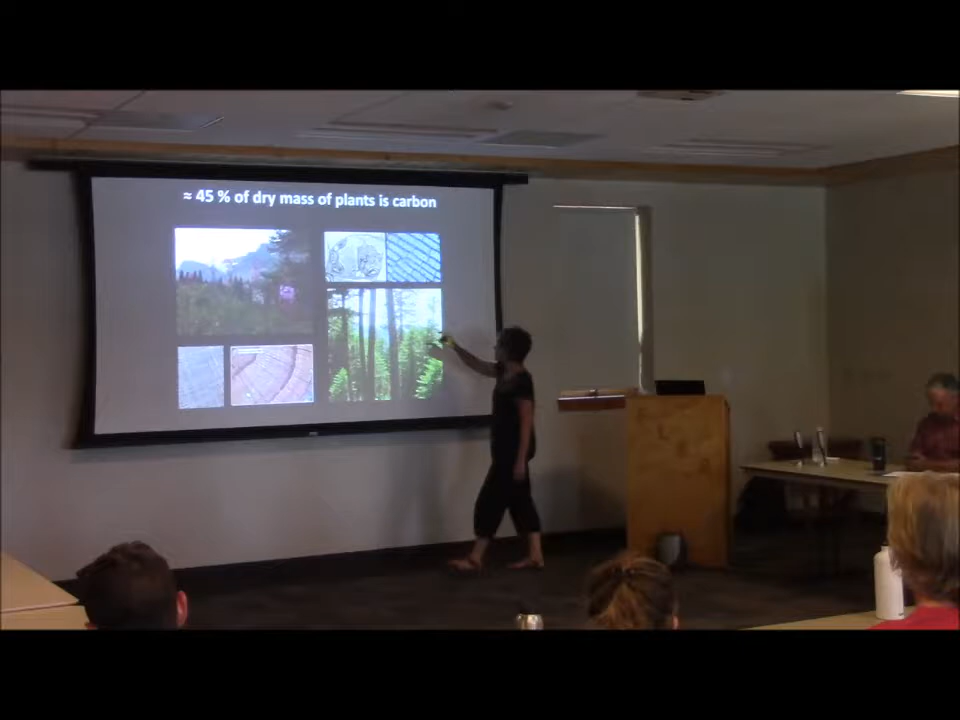 ≈ 45 % of dry mass of plants is carbon